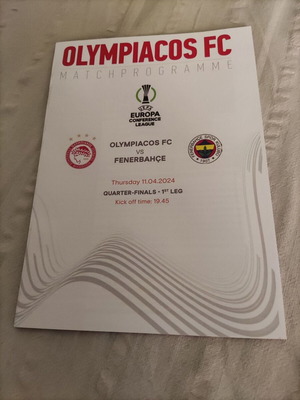 OLYMPIACOS FC
MATCHPROGRAMME
UEFA
EUROPA
CONFERENCE
LEAGUE
OLYMPIACOS FC
VS
FENERBAHÇE
Thursday 11.04.2024
QUARTER-FINALS - 1ST LEG
Kick off time: 19.45